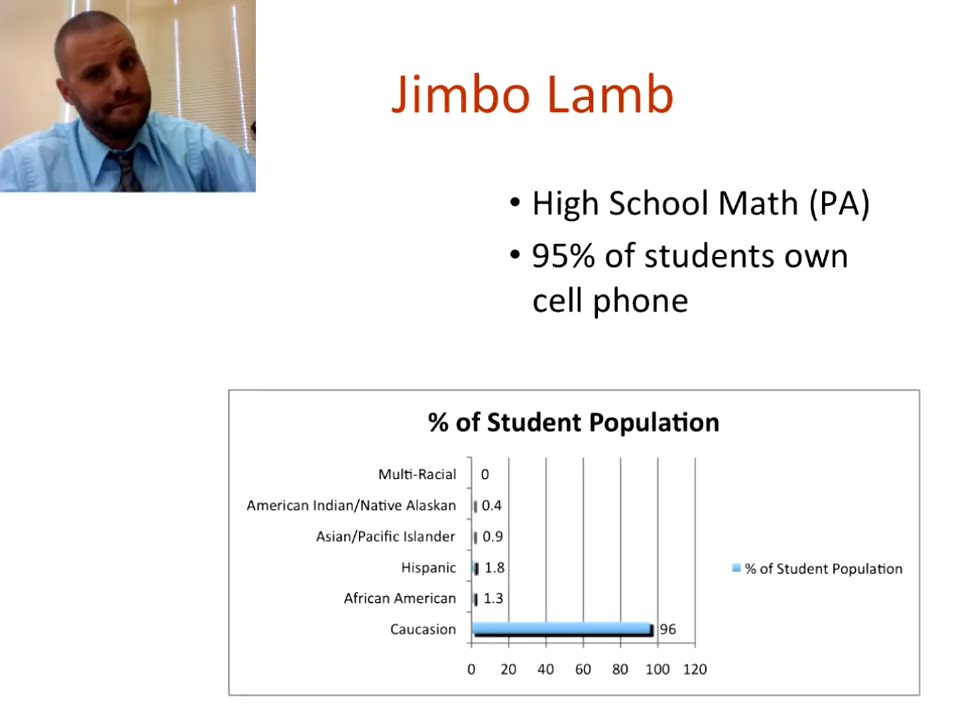 Jimbo Lamb
• High School Math (PA)
• 95% of students own
cell phone
% of Student Population
Multi-Racial 0
American Indian/Native Alaskan 0.4
Asian/Pacific Islander 0.9
Hispanic 1.8
African American 1.3
Caucasion 96
0 20 40 60 80 100 120
% of Student Population